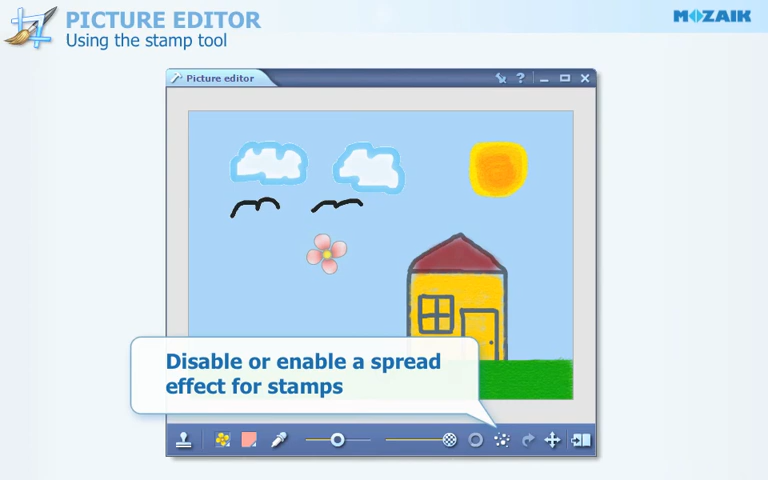 PICTURE EDITOR
Using the stamp tool
MOZAIK
Picture editor
?
Disable or enable a spread
effect for stamps